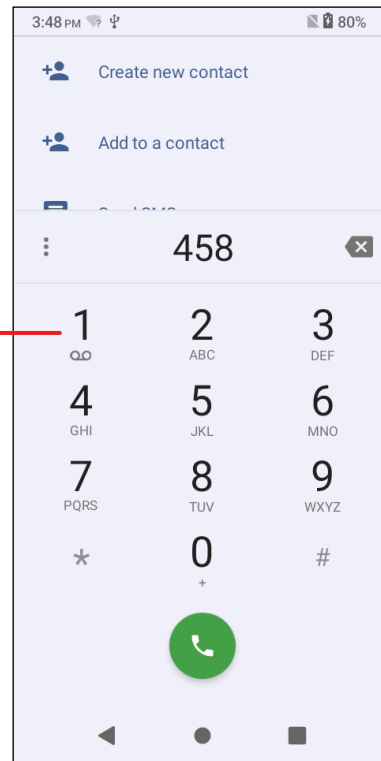 3:48 PM 80%
Create new contact
Add to a contact
458
1 2 3
ABC DEF
4 5 6
GHI JKL MNO
7 8 9
PQRS TUV WXYZ
* 0 #
+